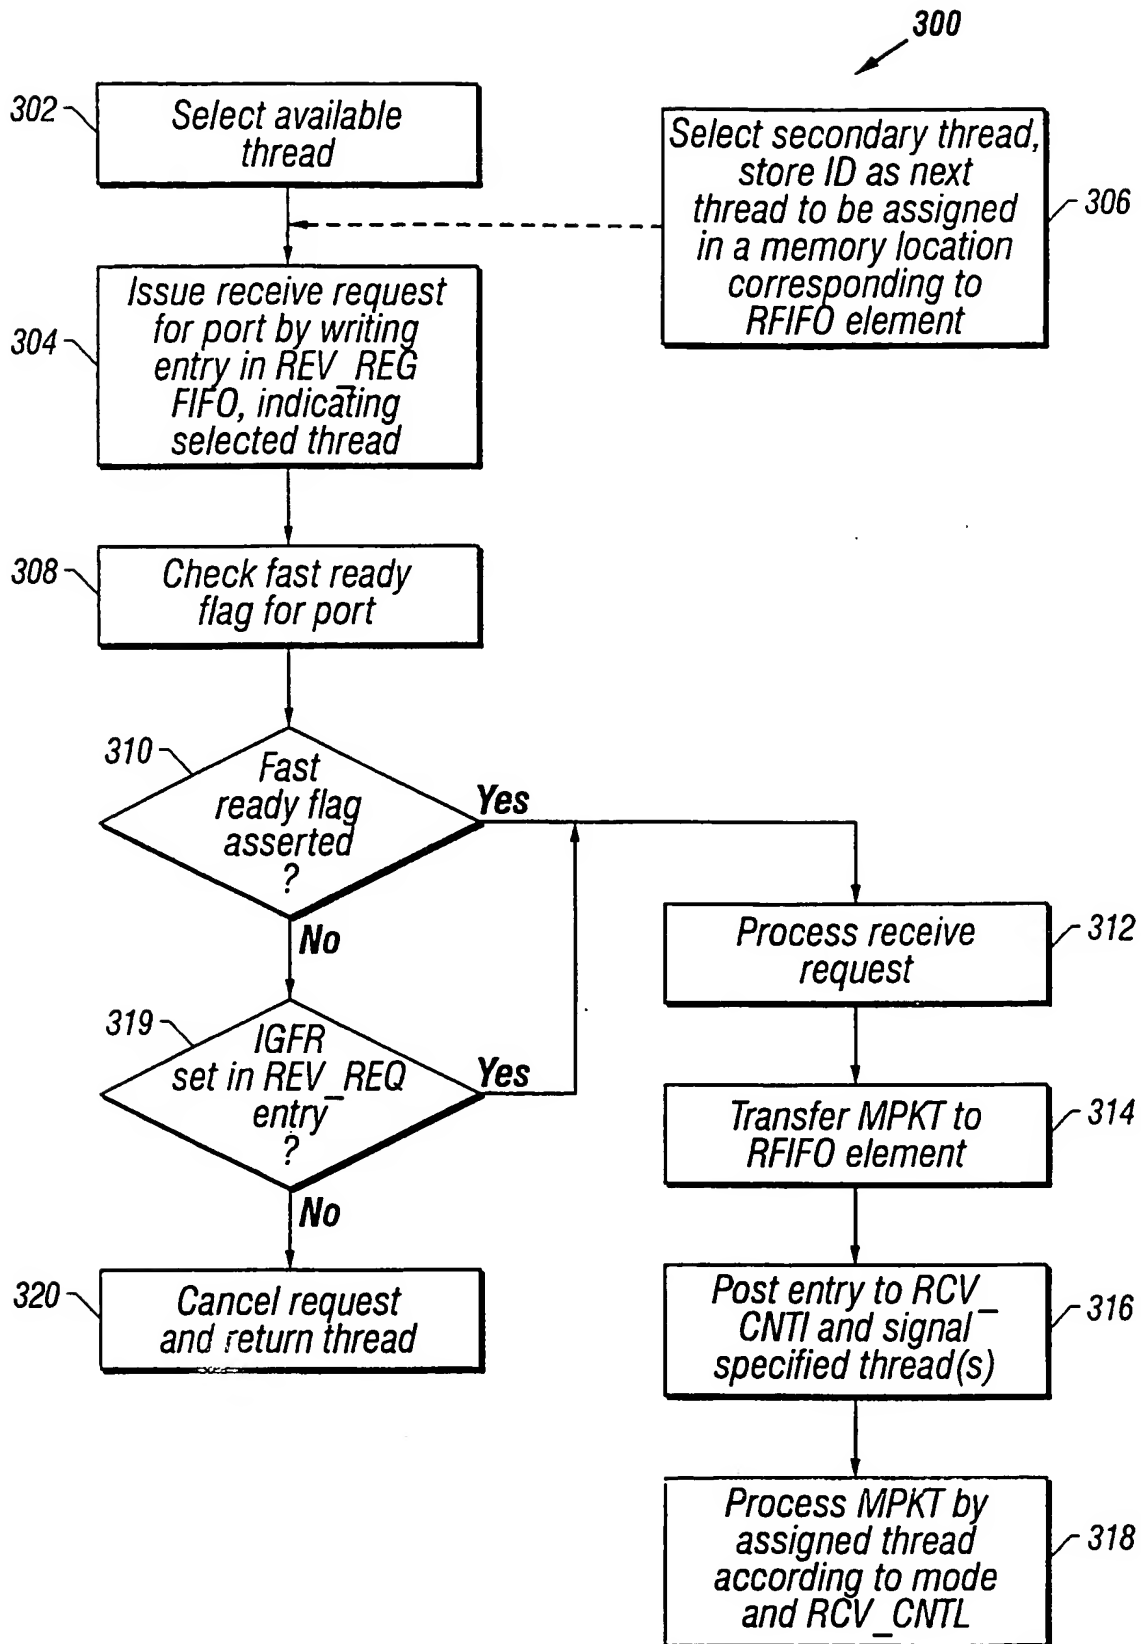 300
302
Select available
thread
Select secondary thread,
store ID as next
thread to be assigned
in a memory location
corresponding to
RFIFO element
306
304
Issue receive request
for port by writing
entry in REV_REG
FIFO, indicating
selected thread
308
Check fast ready
flag for port
310
Fast
ready flag
asserted
?
Yes
No
312
Process receive
request
319
IGFR
set in REV_REQ
entry
?
Yes
No
314
Transfer MPKT to
RFIFO element
320
Cancel request
and return thread
316
Post entry to RCV_
CNTl and signal
specified thread(s)
318
Process MPKT by
assigned thread
according to mode
and RCV_CNTL